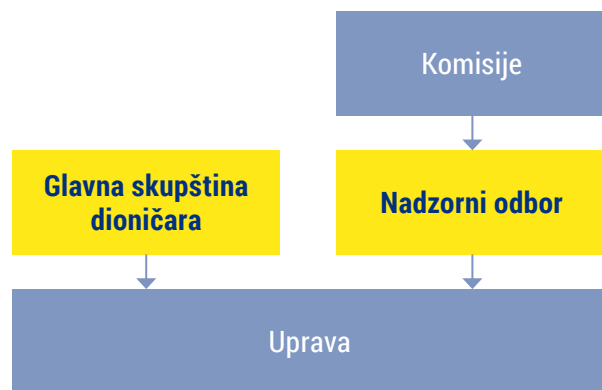 Komisije
Glavna skupština
dioničara
Nadzorni odbor
Uprava